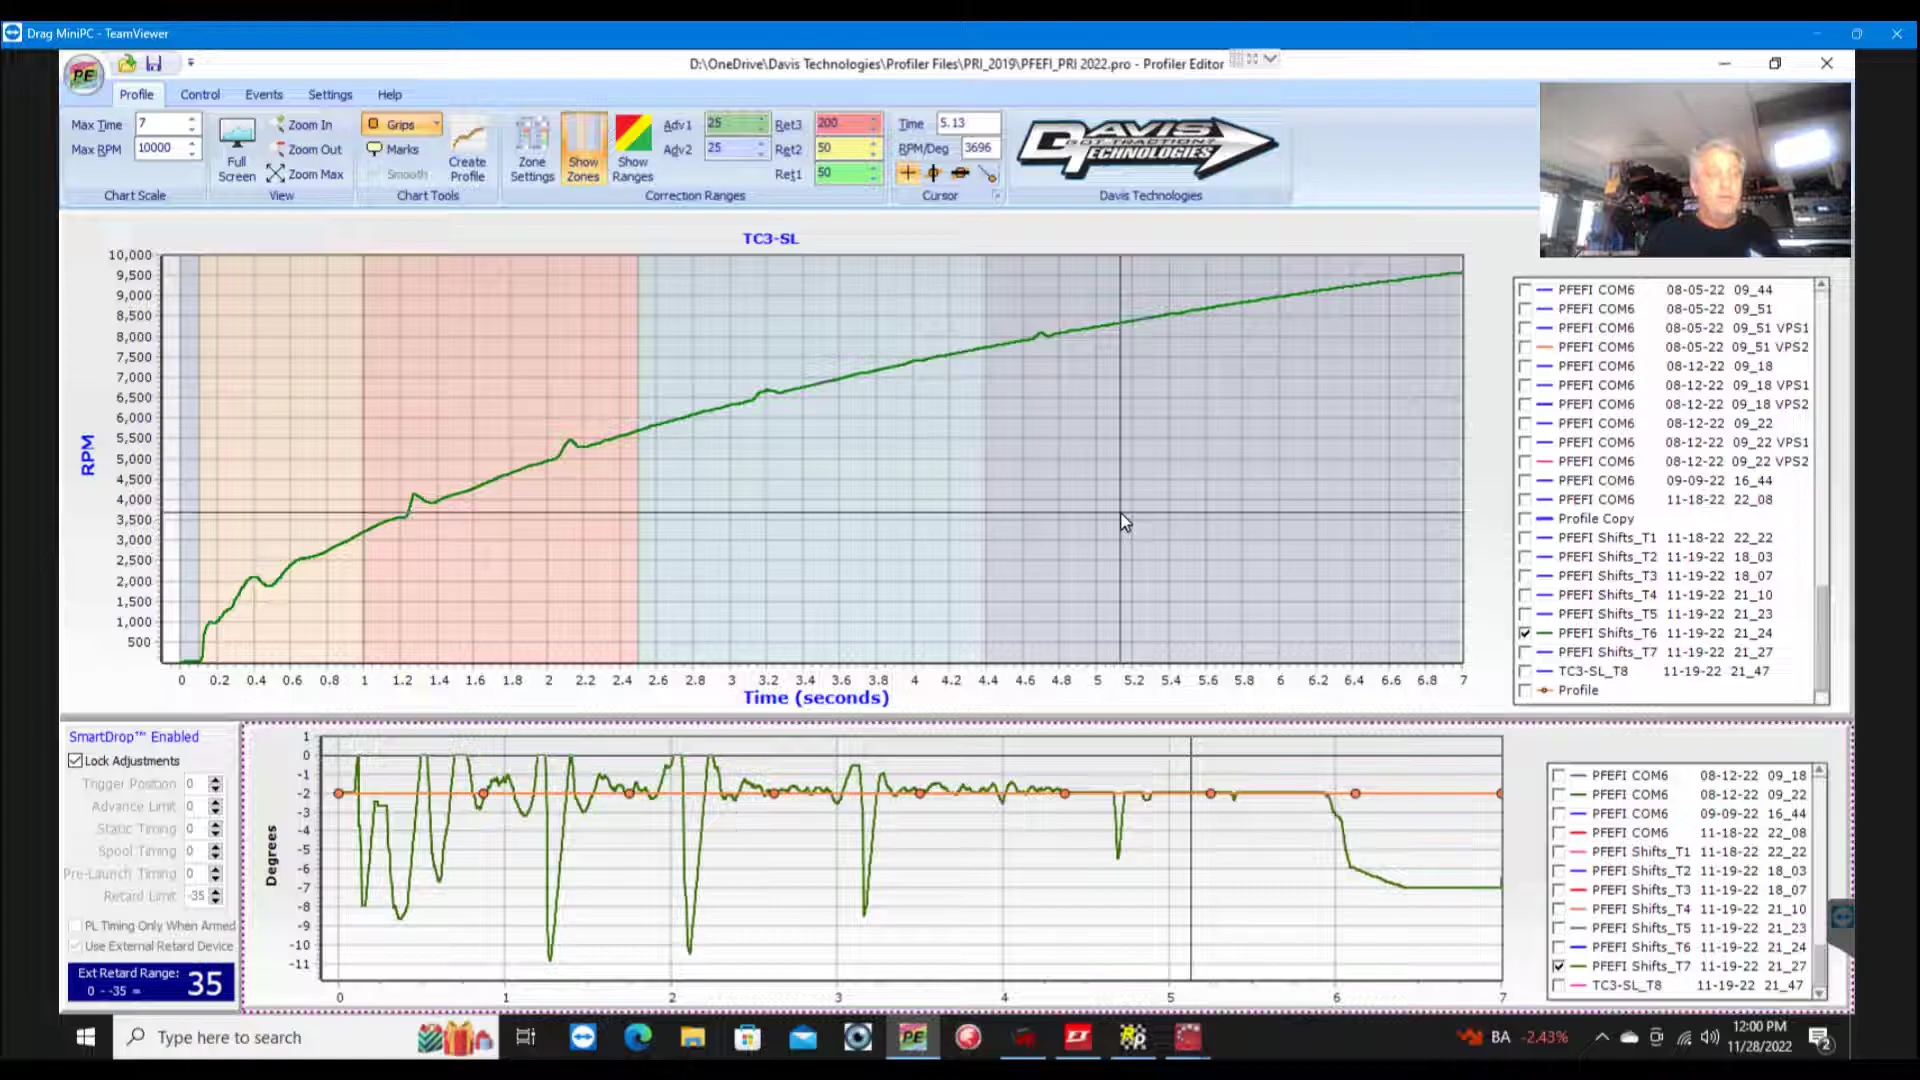 Drag MiniPC - TeamViewer
D:\OneDrive\Davis Technologies\Profiler Files\PRI_2019\PFEFI_PRI 2022.pro - Profiler Editor
PE
Profile Control Events Settings Help
Max Time 7
Max RPM 10000
Chart Scale
Full Screen
Zoom In
Zoom Out
Zoom Max
View
Grips
Marks
Smooth
Create Profile
Chart Tools
Zone Settings
Show Zones
Show Ranges
Adv1 25 Ret3 200
Adv2 25 Ret2 50
Ret1 50
Correction Ranges
Time 5.13
RPM/Deg 3696
Cursor
DAVIS
GOT TRACTION?
TECHNOLOGIES
Davis Technologies
TC3-SL
10,000
9,500
9,000
8,500
8,000
7,500
7,000
6,500
6,000
5,500
5,000
4,500
4,000
3,500
3,000
2,500
2,000
1,500
1,000
500
RPM
0 0.2 0.4 0.6 0.8 1 1.2 1.4 1.6 1.8 2 2.2 2.4 2.6 2.8 3 3.2 3.4 3.6 3.8 4 4.2 4.4 4.6 4.8 5 5.2 5.4 5.6 5.8 6 6.2 6.4 6.6 6.8 7
Time (seconds)
PFEFI COM6 08-05-22 09_44
PFEFI COM6 08-05-22 09_51
PFEFI COM6 08-05-22 09_51 VPS1
PFEFI COM6 08-05-22 09_51 VPS2
PFEFI COM6 08-12-22 09_18
PFEFI COM6 08-12-22 09_18 VPS1
PFEFI COM6 08-12-22 09_18 VPS2
PFEFI COM6 08-12-22 09_22
PFEFI COM6 08-12-22 09_22 VPS1
PFEFI COM6 08-12-22 09_22 VPS2
PFEFI COM6 09-09-22 16_44
PFEFI COM6 11-18-22 22_08
Profile Copy
PFEFI Shifts_T1 11-18-22 22_22
PFEFI Shifts_T2 11-19-22 18_03
PFEFI Shifts_T3 11-19-22 18_07
PFEFI Shifts_T4 11-19-22 21_10
PFEFI Shifts_T5 11-19-22 21_23
PFEFI Shifts_T6 11-19-22 21_24
PFEFI Shifts_T7 11-19-22 21_27
TC3-SL_T8 11-19-22 21_47
Profile
SmartDrop™ Enabled
Lock Adjustments
Trigger Position 0
Advance Limit 0
Static Timing 0
Spool Timing 0
Pre-Launch Timing 0
Retard Limit -35
PL Timing Only When Armed
Use External Retard Device
Ext Retard Range:
0 - -35 = 35
1
0
-1
-2
-3
-4
-5
-6
-7
-8
-9
-10
-11
Degrees
0 1 2 3 4 5 6 7
PFEFI COM6 08-12-22 09_18
PFEFI COM6 08-12-22 09_22
PFEFI COM6 09-09-22 16_44
PFEFI COM6 11-18-22 22_08
PFEFI Shifts_T1 11-18-22 22_22
PFEFI Shifts_T2 11-19-22 18_03
PFEFI Shifts_T3 11-19-22 18_07
PFEFI Shifts_T4 11-19-22 21_10
PFEFI Shifts_T5 11-19-22 21_23
PFEFI Shifts_T6 11-19-22 21_24
PFEFI Shifts_T7 11-19-22 21_27
TC3-SL_T8 11-19-22 21_47
Type here to search
PE
BA -2.43%
12:00 PM
11/28/2022
2